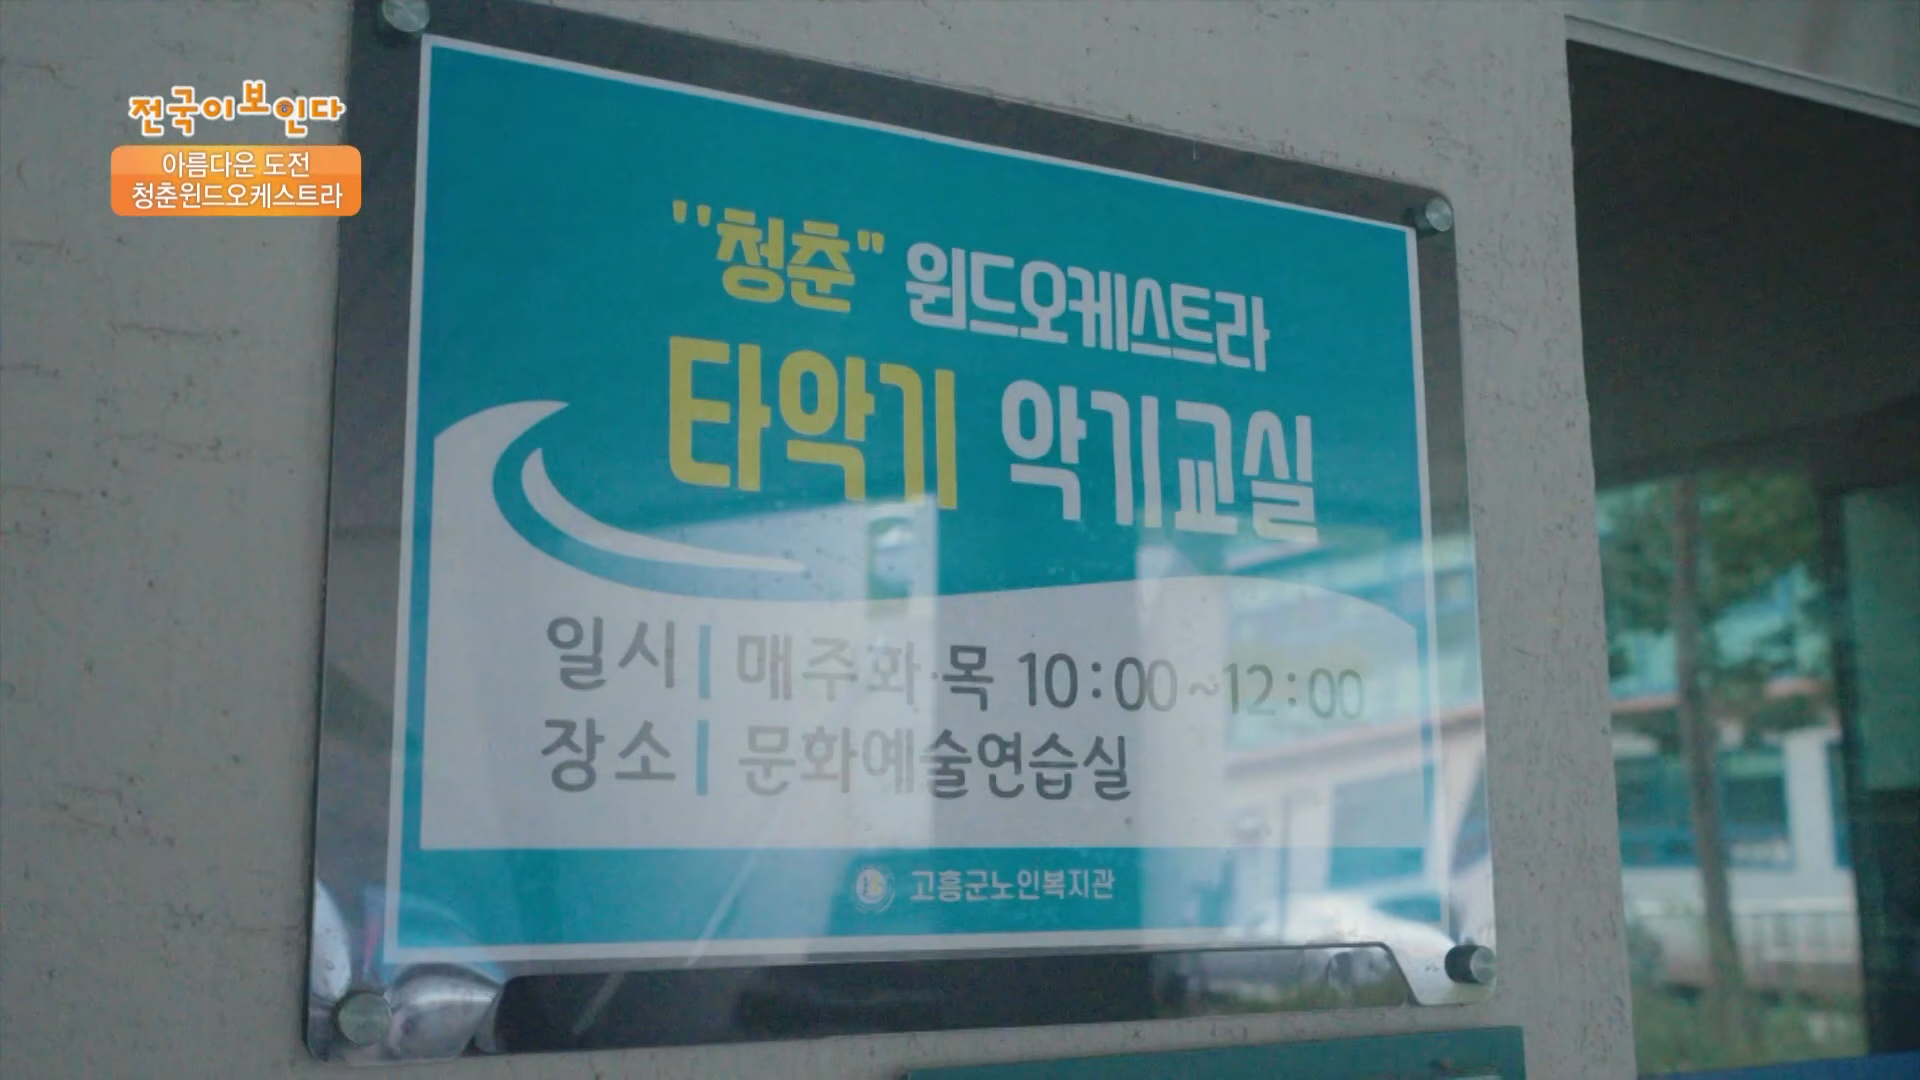 전국이보인다
아름다운 도전
청춘윈드오케스트라
"청춘" 윈드오케스트라
타악기 악기교실
일시 | 매주화·목 10:00~12:00
장소 | 문화예술연습실
고흥군노인복지관